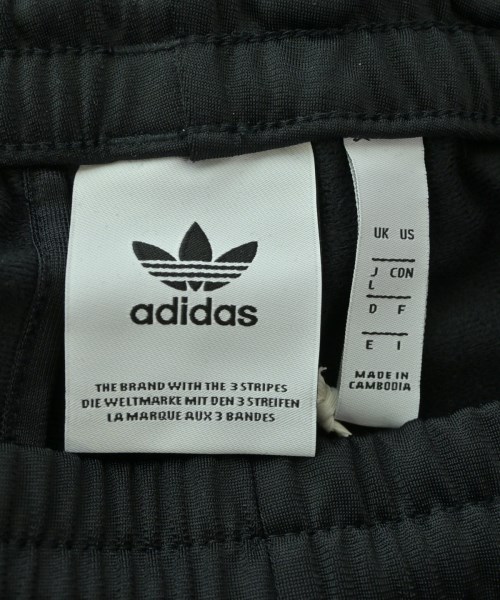 adidas
THE BRAND WITH THE 3 STRIPES
DIE WELTMARKE MIT DEN 3 STREIFEN
LA MARQUE AUX 3 BANDES
UK US
J CDN
L
D F
E I
MADE IN
CAMBODIA